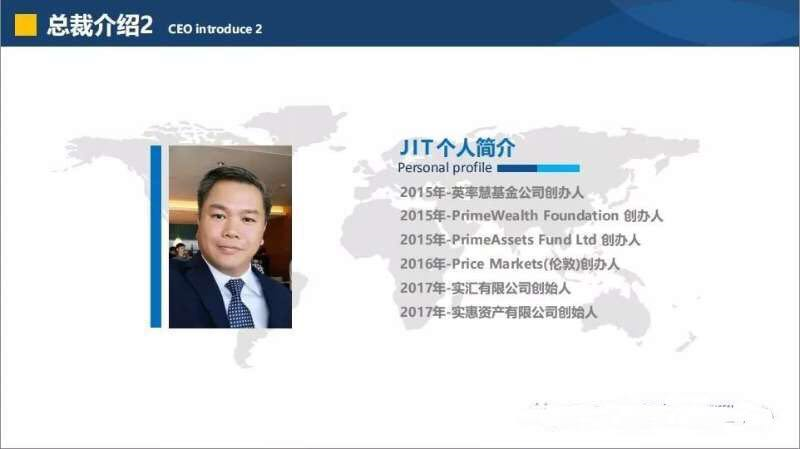 总裁介绍2 CEO introduce 2
JIT个人简介
Personal profile
2015年-英率慧基金公司创办人
2015年-PrimeWealth Foundation 创办人
2015年-PrimeAssets Fund Ltd 创办人
2016年-Price Markets(伦敦)创办人
2017年-实汇有限公司创始人
2017年-实惠资产有限公司创始人